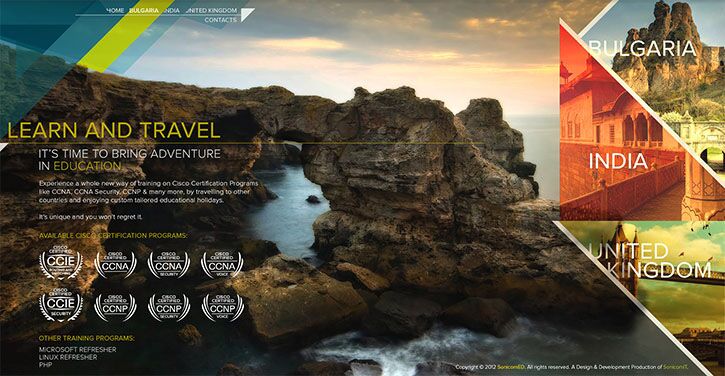 HOME BULGARIA INDIA UNITED KINGDOM
CONTACTS
BULGARIA
LEARN AND TRAVEL
IT'S TIME TO BRING ADVENTURE
IN EDUCATION
INDIA
Experience a whole new way of training on Cisco Certification Programs
like CCNA, CCNA Security, CCNP & many more, by travelling to other
countries and enjoying custom tailored educational holidays.
It's unique and you won't regret it.
AVAILABLE CISCO CERTIFICATION PROGRAMS:
UNITED
KINGDOM
CISCO CERTIFIED CCIE
CISCO CERTIFIED CCNA
CISCO CERTIFIED CCNA SECURITY
CISCO CERTIFIED CCNA VOICE
CISCO CERTIFIED CCIE SECURITY
CISCO CERTIFIED CCNP
CISCO CERTIFIED CCNP SECURITY
CISCO CERTIFIED CCNP VOICE
OTHER TRAINING PROGRAMS:
MICROSOFT REFRESHER
LINUX REFRESHER
PHP
Copyright © 2012 SonicomED. All rights reserved. A Design & Development Production of SonicomIT.